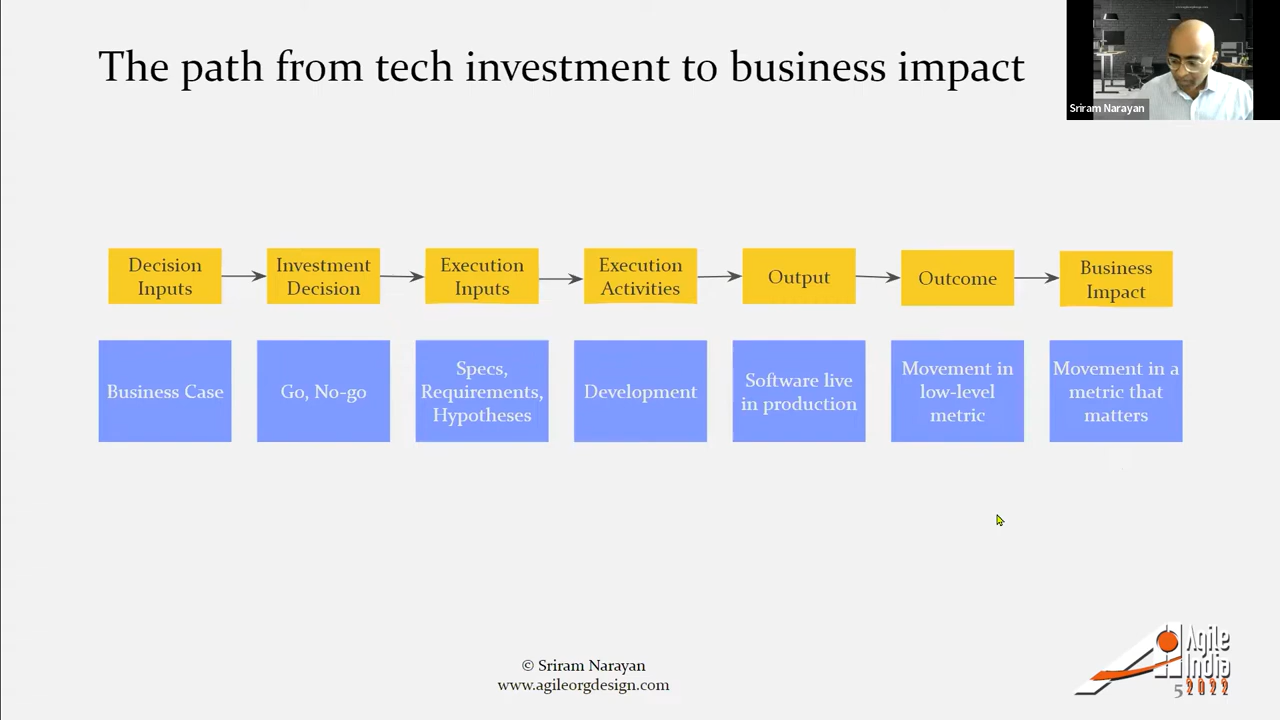 The path from tech investment to business impact
Sriram Narayan
Decision
Inputs
Investment
Decision
Execution
Inputs
Execution
Activities
Output
Outcome
Business
Impact
Business Case
Go, No-go
Specs,
Requirements,
Hypotheses
Development
Software live
in production
Movement in
low-level
metric
Movement in a
metric that
matters
© Sriram Narayan
www.agileorgdesign.com
Agile
India
2022
5